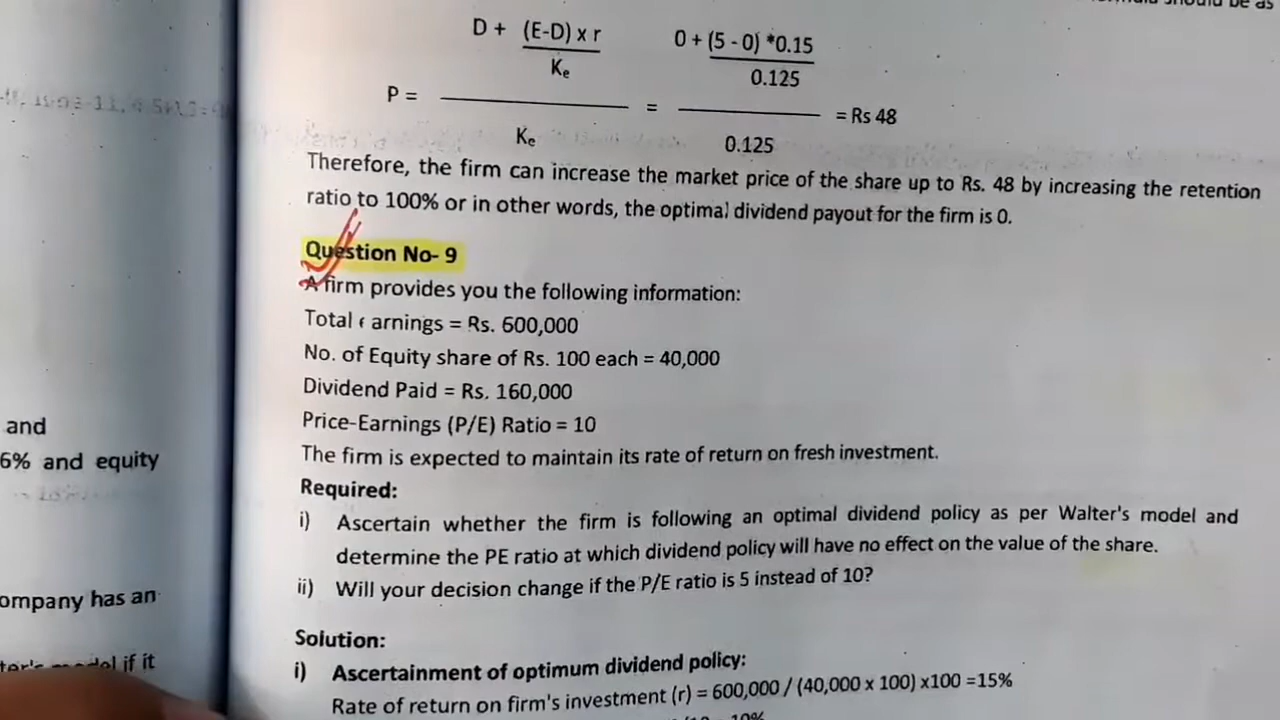 D + (E-D) x r 0 + (5 - 0) *0.15
Ke 0.125
P = = = Rs 48
Ke 0.125
Therefore, the firm can increase the market price of the share up to Rs. 48 by increasing the retention
ratio to 100% or in other words, the optimal dividend payout for the firm is 0.
Question No- 9
A firm provides you the following information:
Total earnings = Rs. 600,000
No. of Equity share of Rs. 100 each = 40,000
Dividend Paid = Rs. 160,000
Price-Earnings (P/E) Ratio = 10
The firm is expected to maintain its rate of return on fresh investment.
Required:
i) Ascertain whether the firm is following an optimal dividend policy as per Walter's model and
determine the PE ratio at which dividend policy will have no effect on the value of the share.
ii) Will your decision change if the P/E ratio is 5 instead of 10?
Solution:
i) Ascertainment of optimum dividend policy:
Rate of return on firm's investment (r) = 600,000 / (40,000 x 100) x100 =15%
10%
and
6% and equity
ompany has an
if it